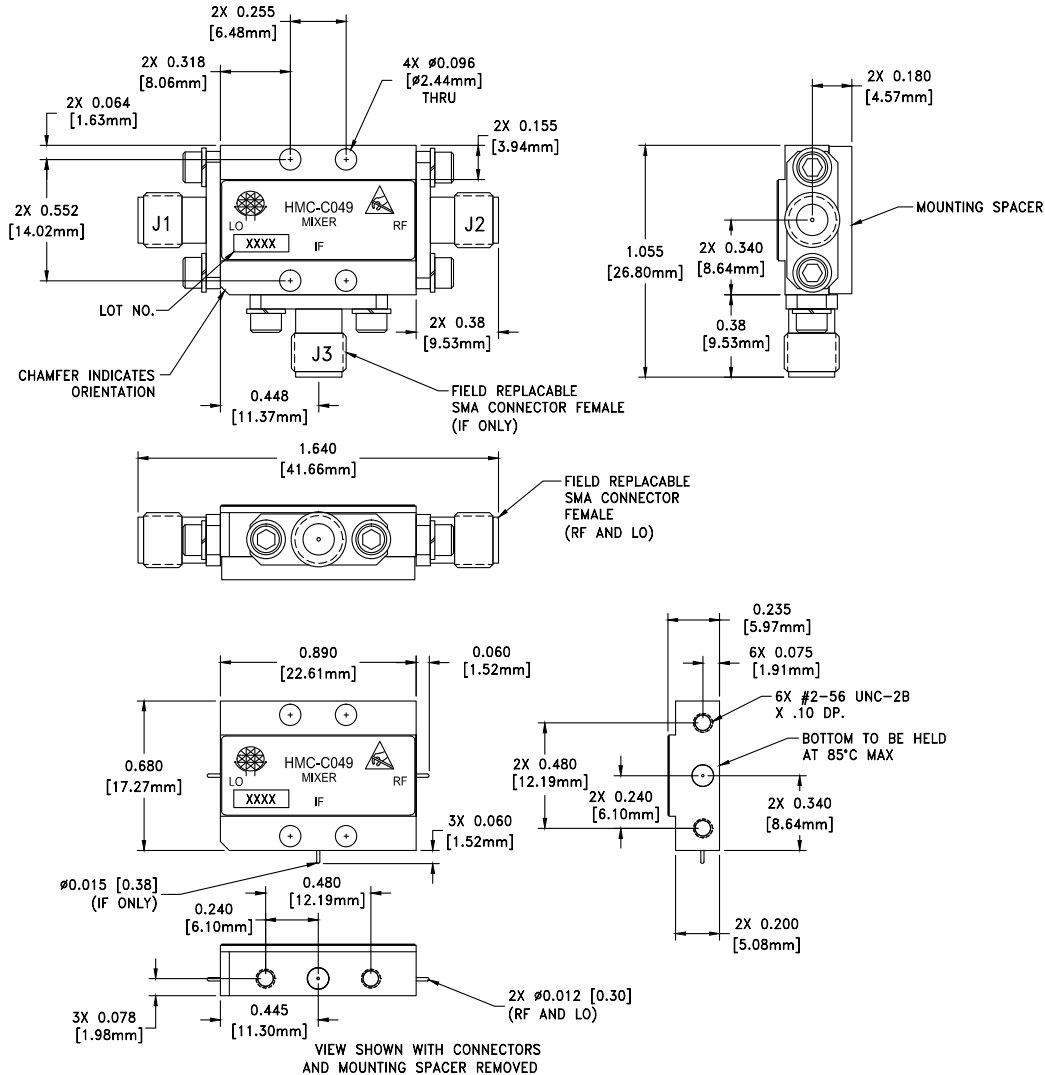 2X 0.255
[6.48mm]
2X 0.318
[8.06mm]
4X ø0.096
[ø2.44mm]
THRU
2X 0.064
[1.63mm]
2X 0.155
[3.94mm]
2X 0.552
[14.02mm]
J1
LO
HMC-C049
MIXER
RF
J2
XXXX
IF
LOT NO.
J3
2X 0.38
[9.53mm]
CHAMFER INDICATES
ORIENTATION
0.448
[11.37mm]
FIELD REPLACABLE
SMA CONNECTOR FEMALE
(IF ONLY)
2X 0.180
[4.57mm]
MOUNTING SPACER
1.055
[26.80mm]
2X 0.340
[8.64mm]
0.38
[9.53mm]
1.640
[41.66mm]
FIELD REPLACABLE
SMA CONNECTOR
FEMALE
(RF AND LO)
0.890
[22.61mm]
0.060
[1.52mm]
0.680
[17.27mm]
LO
HMC-C049
MIXER
RF
XXXX
IF
3X 0.060
[1.52mm]
ø0.015 [0.38]
(IF ONLY)
0.480
[12.19mm]
0.240
[6.10mm]
3X 0.078
[1.98mm]
0.445
[11.30mm]
2X ø0.012 [0.30]
(RF AND LO)
0.235
[5.97mm]
6X 0.075
[1.91mm]
6X #2-56 UNC-2B
X .10 DP.
BOTTOM TO BE HELD
AT 85°C MAX
2X 0.480
[12.19mm]
2X 0.240
[6.10mm]
2X 0.340
[8.64mm]
2X 0.200
[5.08mm]
VIEW SHOWN WITH CONNECTORS
AND MOUNTING SPACER REMOVED